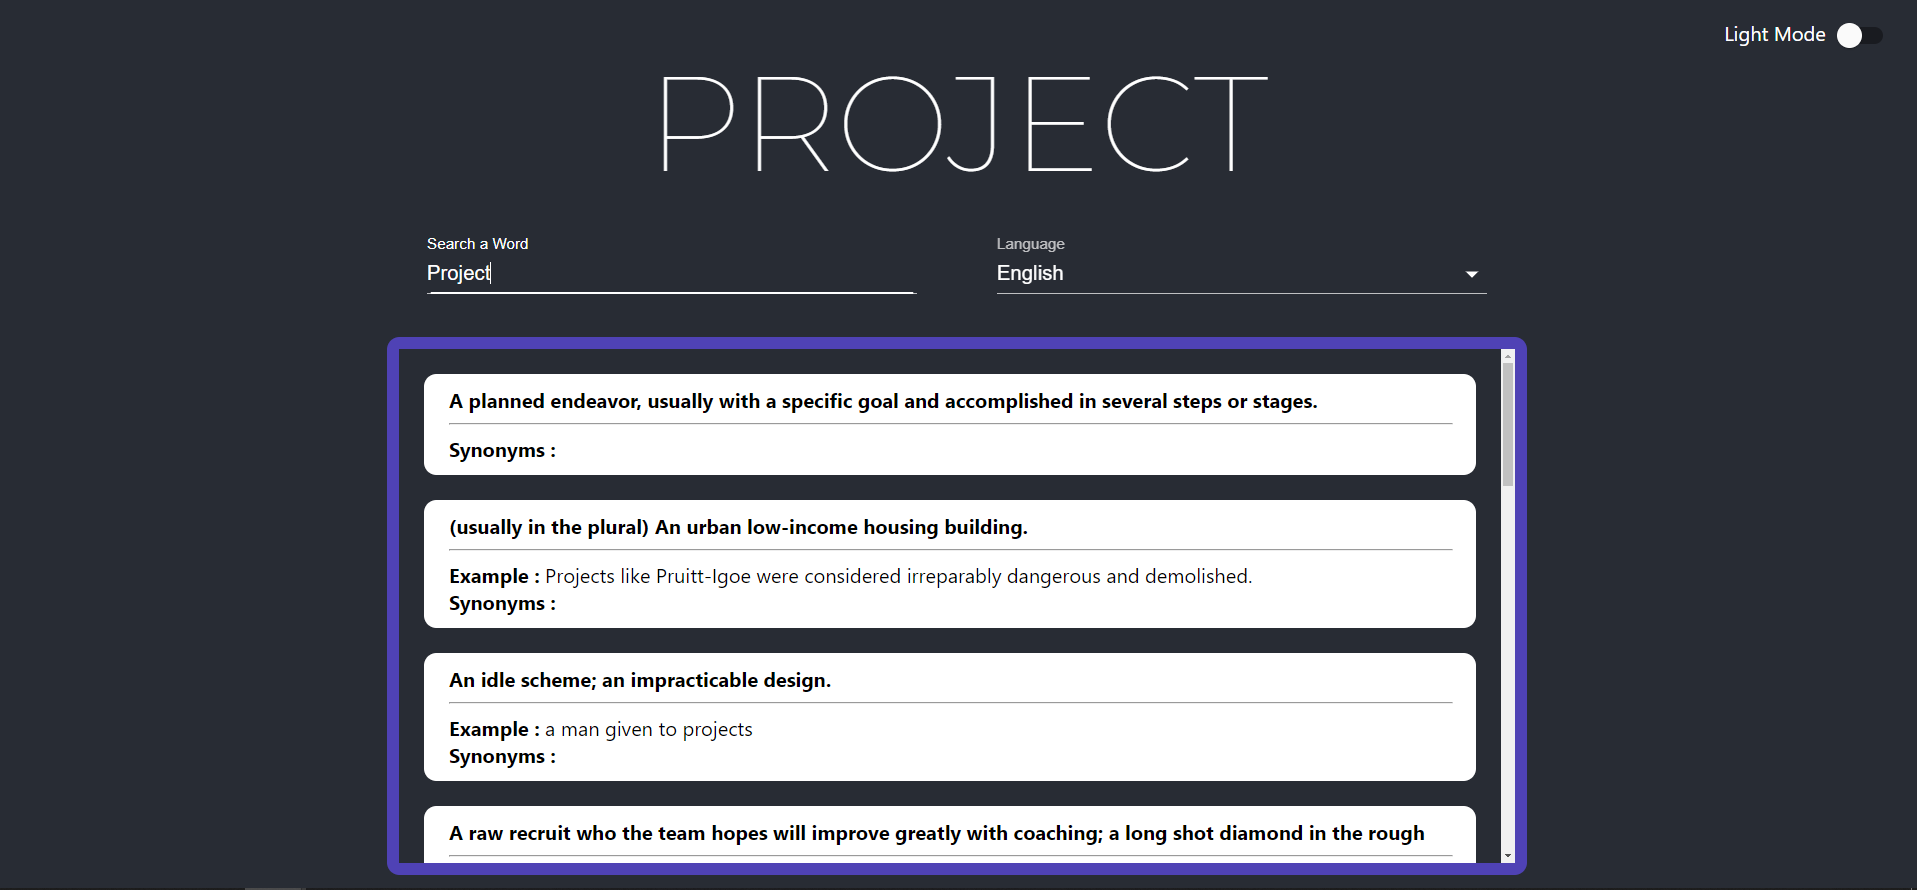 Light Mode
PROJECT
Search a Word
Project
Language
English
A planned endeavor, usually with a specific goal and accomplished in several steps or stages.
Synonyms :
(usually in the plural) An urban low-income housing building.
Example : Projects like Pruitt-Igoe were considered irreparably dangerous and demolished.
Synonyms :
An idle scheme; an impracticable design.
Example : a man given to projects
Synonyms :
A raw recruit who the team hopes will improve greatly with coaching; a long shot diamond in the rough